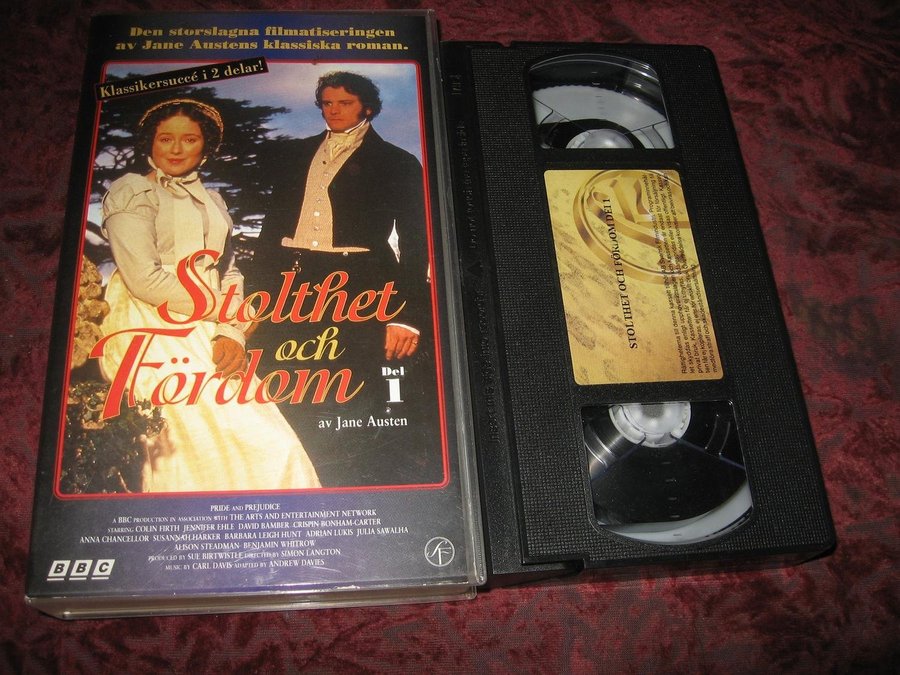 Den storslagna filmatiseringen
av Jane Austens klassiska roman.
Klassikersuccé i 2 delar!
Stolthet
och
Fördom
Del
1
av Jane Austen
PRIDE AND PREJUDICE
A BBC PRODUCTION IN ASSOCIATION WITH THE ARTS AND ENTERTAINMENT NETWORK
STARRING COLIN FIRTH JENNIFER EHLE DAVID BAMBER CRISPIN BONHAM-CARTER
ANNA CHANCELLOR SUSANNAH HARKER BARBARA LEIGH HUNT ADRIAN LUKIS JULIA SAWALHA
ALISON STEADMAN BENJAMIN WHITROW
PRODUCED BY SUE BIRTWISTLE DIRECTED BY SIMON LANGTON
MUSIC BY CARL DAVIS ADAPTED BY ANDREW DAVIES
BBC
SF
STOLTHET OCH FÖRDOM DEL 1